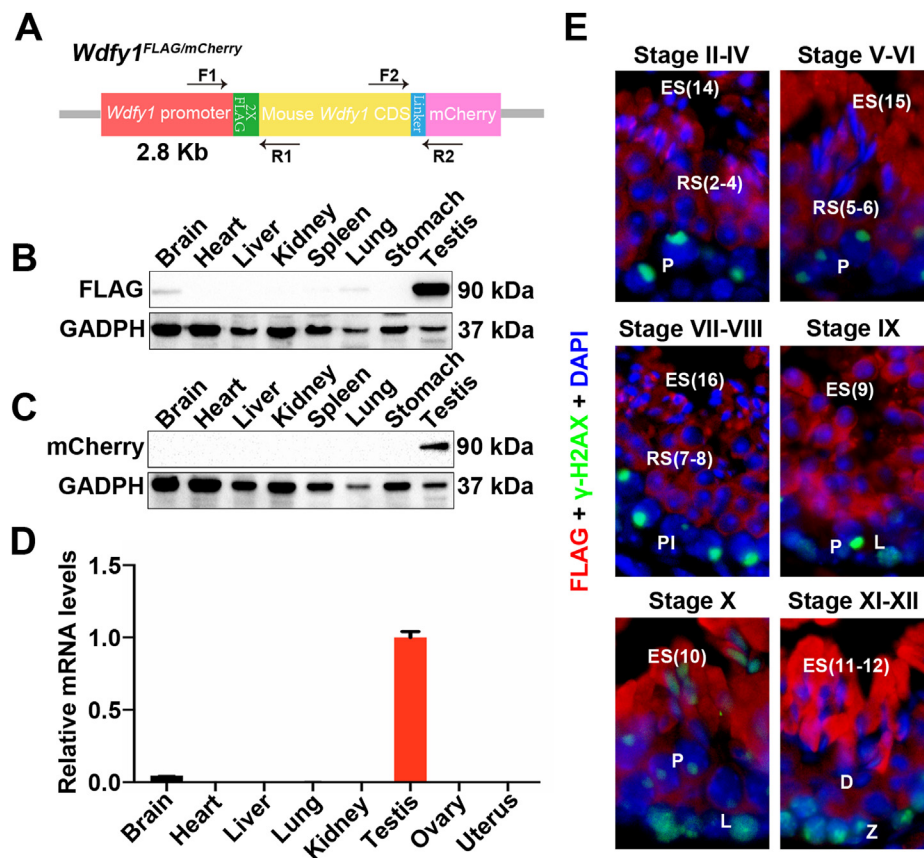 A
Wdfy1FLAG/mCherry
F1
F2
Wdfy1 promoter
2X
FLAG
Mouse Wdfy1 CDS
Linker
mCherry
2.8 Kb
R1
R2
B
Brain
Heart
Liver
Kidney
Spleen
Lung
Stomach
Testis
FLAG
90 kDa
GADPH
37 kDa
C
Brain
Heart
Liver
Kidney
Spleen
Lung
Stomach
Testis
mCherry
90 kDa
GADPH
37 kDa
D
Relative mRNA levels
1.5
1.0
0.5
0.0
Brain
Heart
Liver
Lung
Kidney
Testis
Ovary
Uterus
E
FLAG + γ-H2AX + DAPI
Stage II-IV
ES(14)
RS(2-4)
P
Stage V-VI
ES(15)
RS(5-6)
P
Stage VII-VIII
ES(16)
RS(7-8)
Pl
Stage IX
ES(9)
P
L
Stage X
ES(10)
P
L
Stage XI-XII
ES(11-12)
D
Z